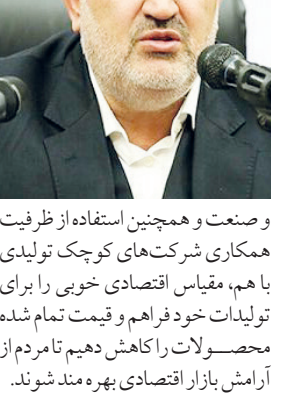 و صنعت و همچنین استفاده از ظرفیت
همکاری شرکت‌های کوچک تولیدی
با هم، مقیاس اقتصادی خوبی را برای
تولیدات خود فراهم و قیمت تمام شده
محصــولات را کاهش دهیم تا مردم از
آرامش بازار اقتصادی بهره مند شوند.